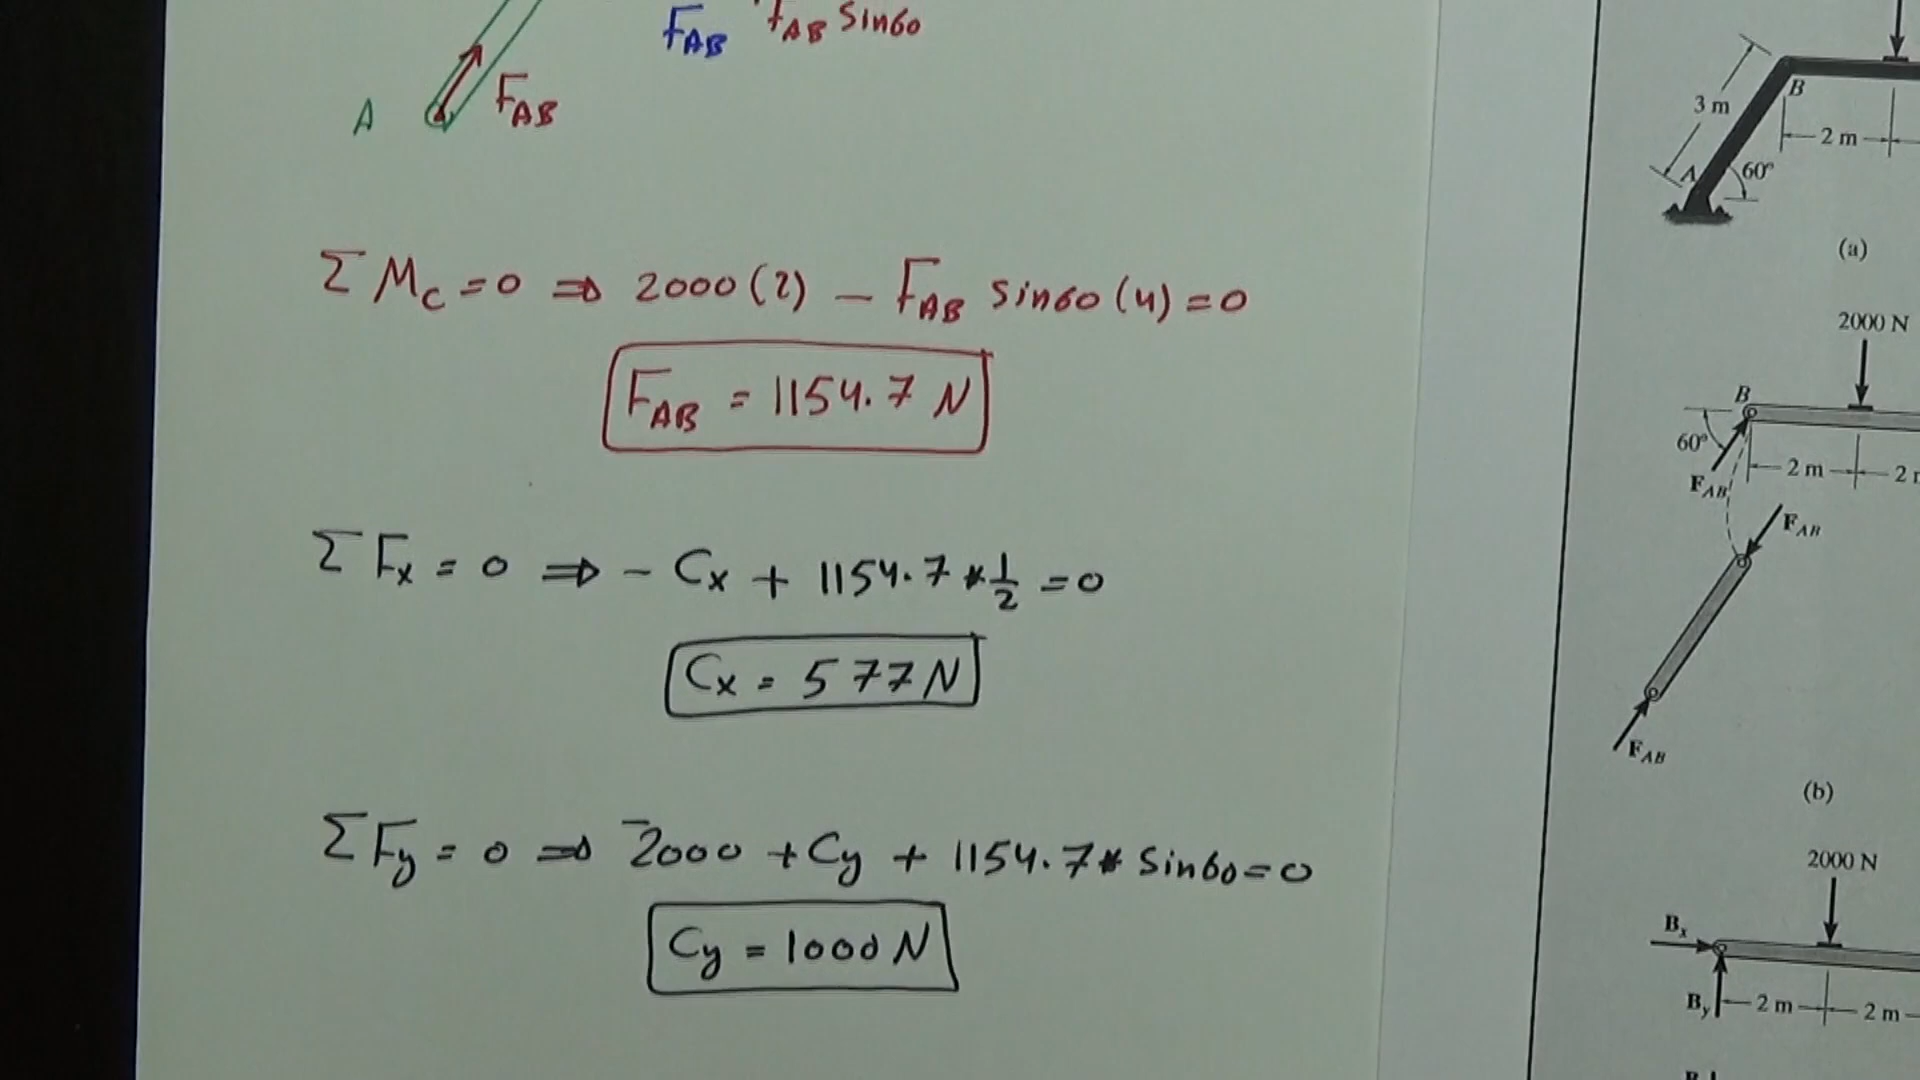 F_AB F_AB sin60
A F_AB
ΣM_C = 0 ⇒ 2000(2) − F_AB sin60(4) = 0
F_AB = 1154.7 N
ΣF_x = 0 ⇒ − C_x + 1154.7 * 1/2 = 0
C_x = 577 N
ΣF_y = 0 ⇒ −2000 + C_y + 1154.7 * sin60 = 0
C_y = 1000 N
B
3 m
2 m
A 60°
(a)
2000 N
B
60°
2 m 2
F_AB
F_AB
F_AB
(b)
2000 N
B_x
B_y 2 m 2 m